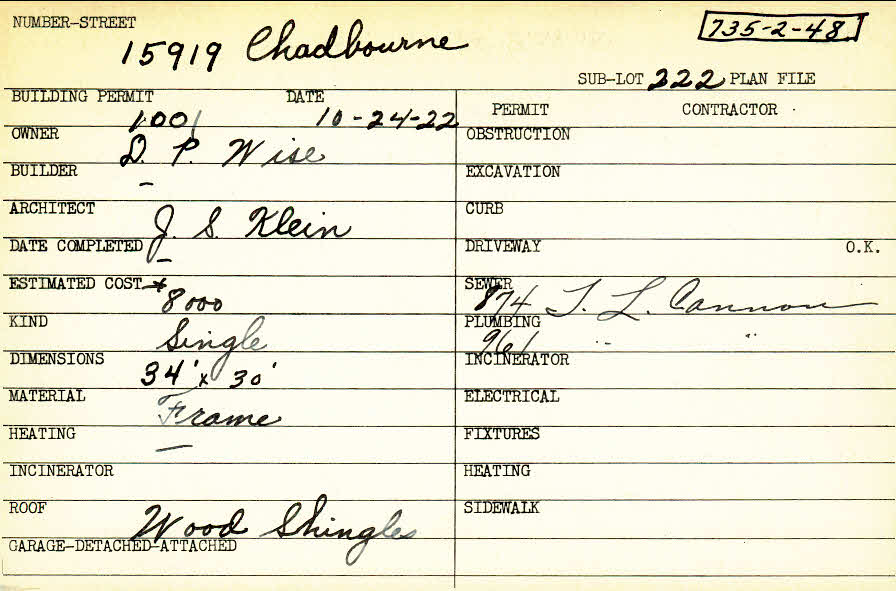 NUMBER-STREET
15919 Chadbourne
735-2-48
SUB-LOT 222 PLAN FILE
BUILDING PERMIT DATE
1001 10-24-22
OWNER D. P. Wise
BUILDER –
ARCHITECT J. S. Klein
DATE COMPLETED –
ESTIMATED COST $8000
KIND Single
DIMENSIONS 34' x 30'
MATERIAL Frame
HEATING –
INCINERATOR
ROOF Wood Shingles
GARAGE-DETACHED-ATTACHED
PERMIT CONTRACTOR
OBSTRUCTION
EXCAVATION
CURB
DRIVEWAY O.K.
SEWER 874 T. L. Cannon
PLUMBING 961 " "
INCINERATOR
ELECTRICAL
FIXTURES
HEATING
SIDEWALK